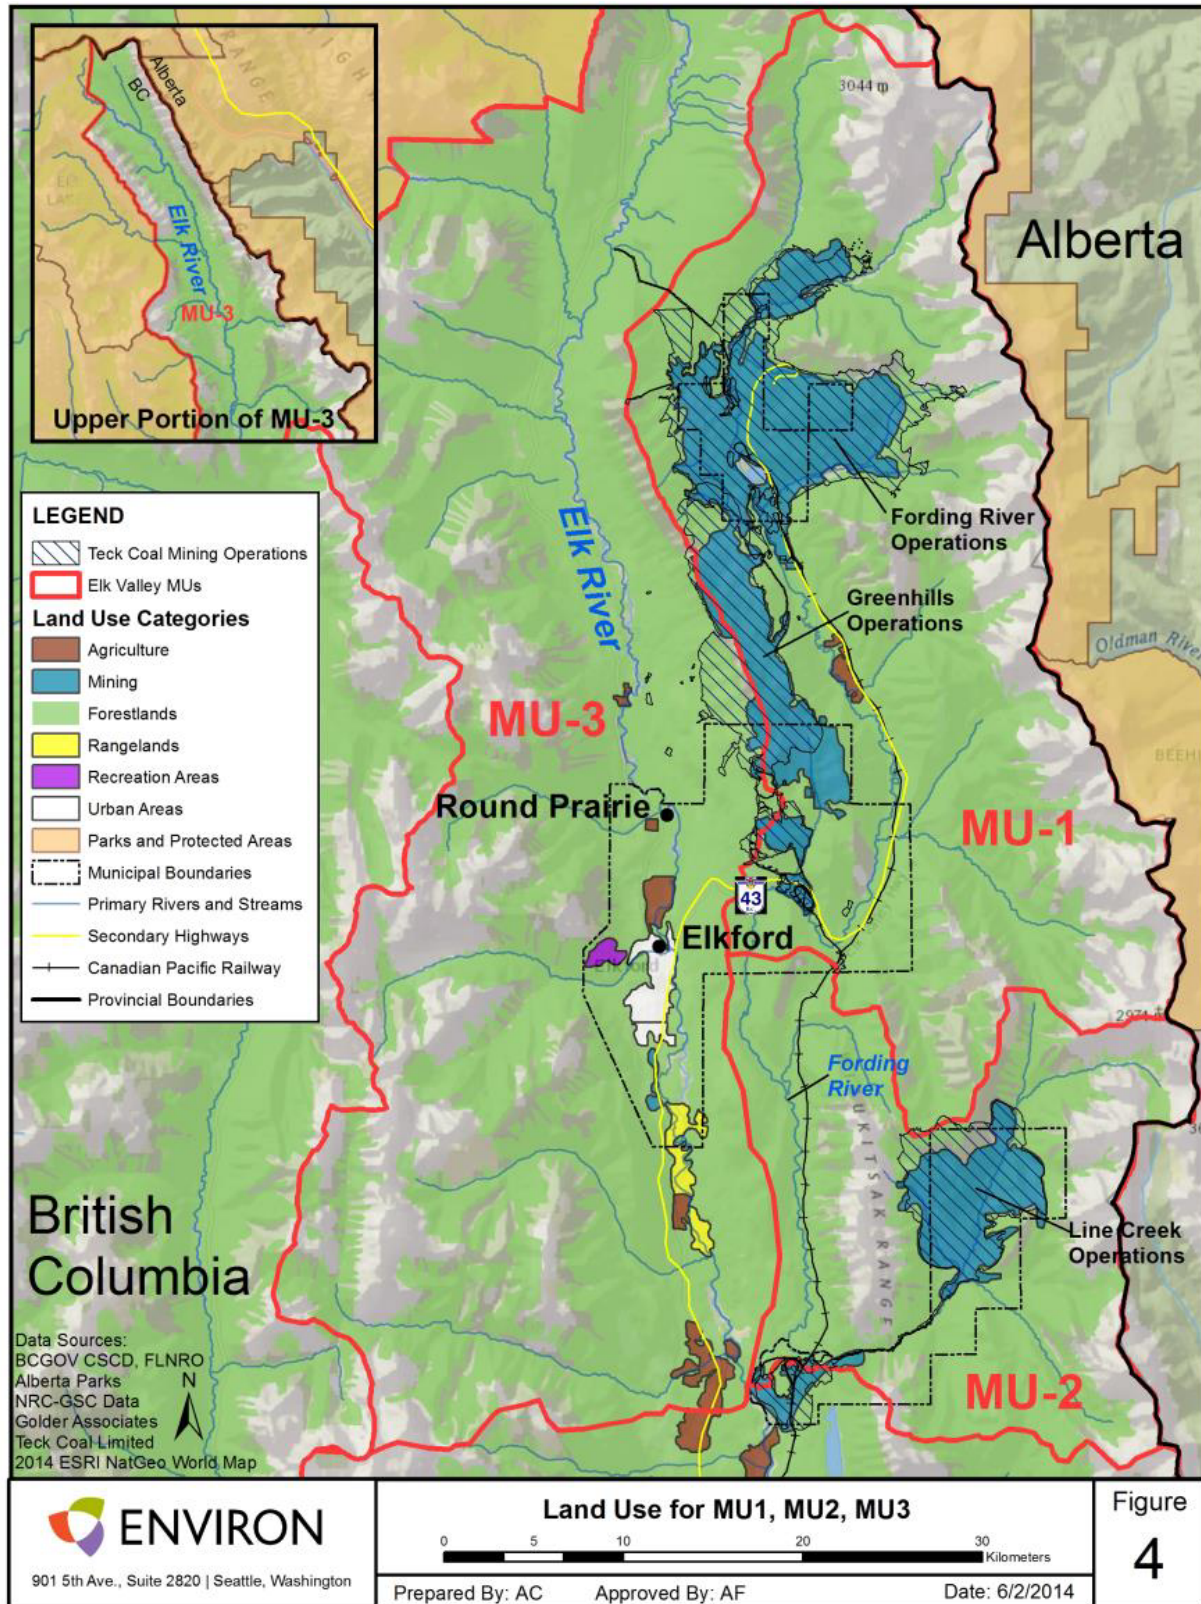 Alberta
BC
Elk River
MU-3
Upper Portion of MU-3
3044 m
Alberta
LEGEND
Teck Coal Mining Operations
Elk Valley MUs
Land Use Categories
Agriculture
Mining
Forestlands
Rangelands
Recreation Areas
Urban Areas
Parks and Protected Areas
Municipal Boundaries
Primary Rivers and Streams
Secondary Highways
Canadian Pacific Railway
Provincial Boundaries
Elk River
Fording River
Operations
Greenhills
Operations
Oldman River
MU-3
Round Prairie
MU-1
43
Elkford
Elkford
Fording
River
UKITSAK RANGE
Line Creek
Operations
MU-2
British
Columbia
Data Sources:
BCGOV CSCD, FLNRO
Alberta Parks
NRC-GSC Data
Golder Associates
Teck Coal Limited
2014 ESRI NatGeo World Map
N
ENVIRON
901 5th Ave., Suite 2820 | Seattle, Washington
Land Use for MU1, MU2, MU3
0 5 10 20 30
Kilometers
Prepared By: AC Approved By: AF Date: 6/2/2014
Figure
4